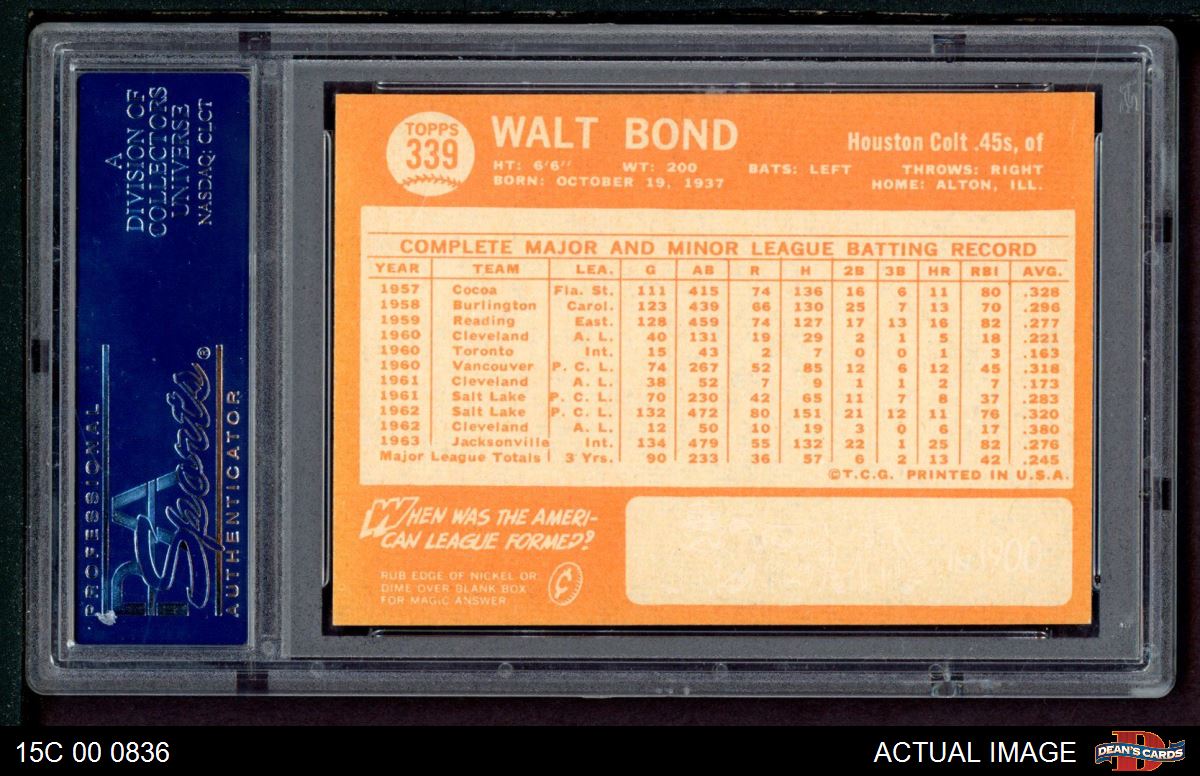 A
DIVISION OF
COLLECTORS
UNIVERSE
NASDAQ: CLCT
PROFESSIONAL
PSA
Sports®
AUTHENTICATOR
TOPPS
339
WALT BOND
Houston Colt .45s, of
HT: 6'6" WT: 200 BATS: LEFT THROWS: RIGHT
BORN: OCTOBER 19, 1937 HOME: ALTON, ILL.
COMPLETE MAJOR AND MINOR LEAGUE BATTING RECORD
YEAR TEAM LEA. G AB R H 2B 3B HR RBI AVG.
1957 Cocoa Fla. St. 111 415 74 136 16 6 11 80 .328
1958 Burlington Carol. 123 439 66 130 25 7 13 70 .296
1959 Reading East. 128 459 74 127 17 13 16 82 .277
1960 Cleveland A. L. 40 131 19 29 2 1 5 18 .221
1960 Toronto Int. 15 43 2 7 0 0 1 3 .163
1960 Vancouver P. C. L. 74 267 52 85 12 6 12 45 .318
1961 Cleveland A. L. 38 52 7 9 1 1 2 7 .173
1961 Salt Lake P. C. L. 70 230 42 65 11 7 8 37 .283
1962 Salt Lake P. C. L. 132 472 80 151 21 12 11 76 .320
1962 Cleveland A. L. 12 50 10 19 3 0 6 17 .380
1963 Jacksonville Int. 134 479 55 132 22 1 25 82 .276
Major League Totals 3 Yrs. 90 233 36 57 6 2 13 42 .245
©T.C.G. PRINTED IN U.S.A.
WHEN WAS THE AMERI-
CAN LEAGUE FORMED?
RUB EDGE OF NICKEL OR
DIME OVER BLANK BOX
FOR MAGIC ANSWER
15C 00 0836
ACTUAL IMAGE
DEAN'S CARDS